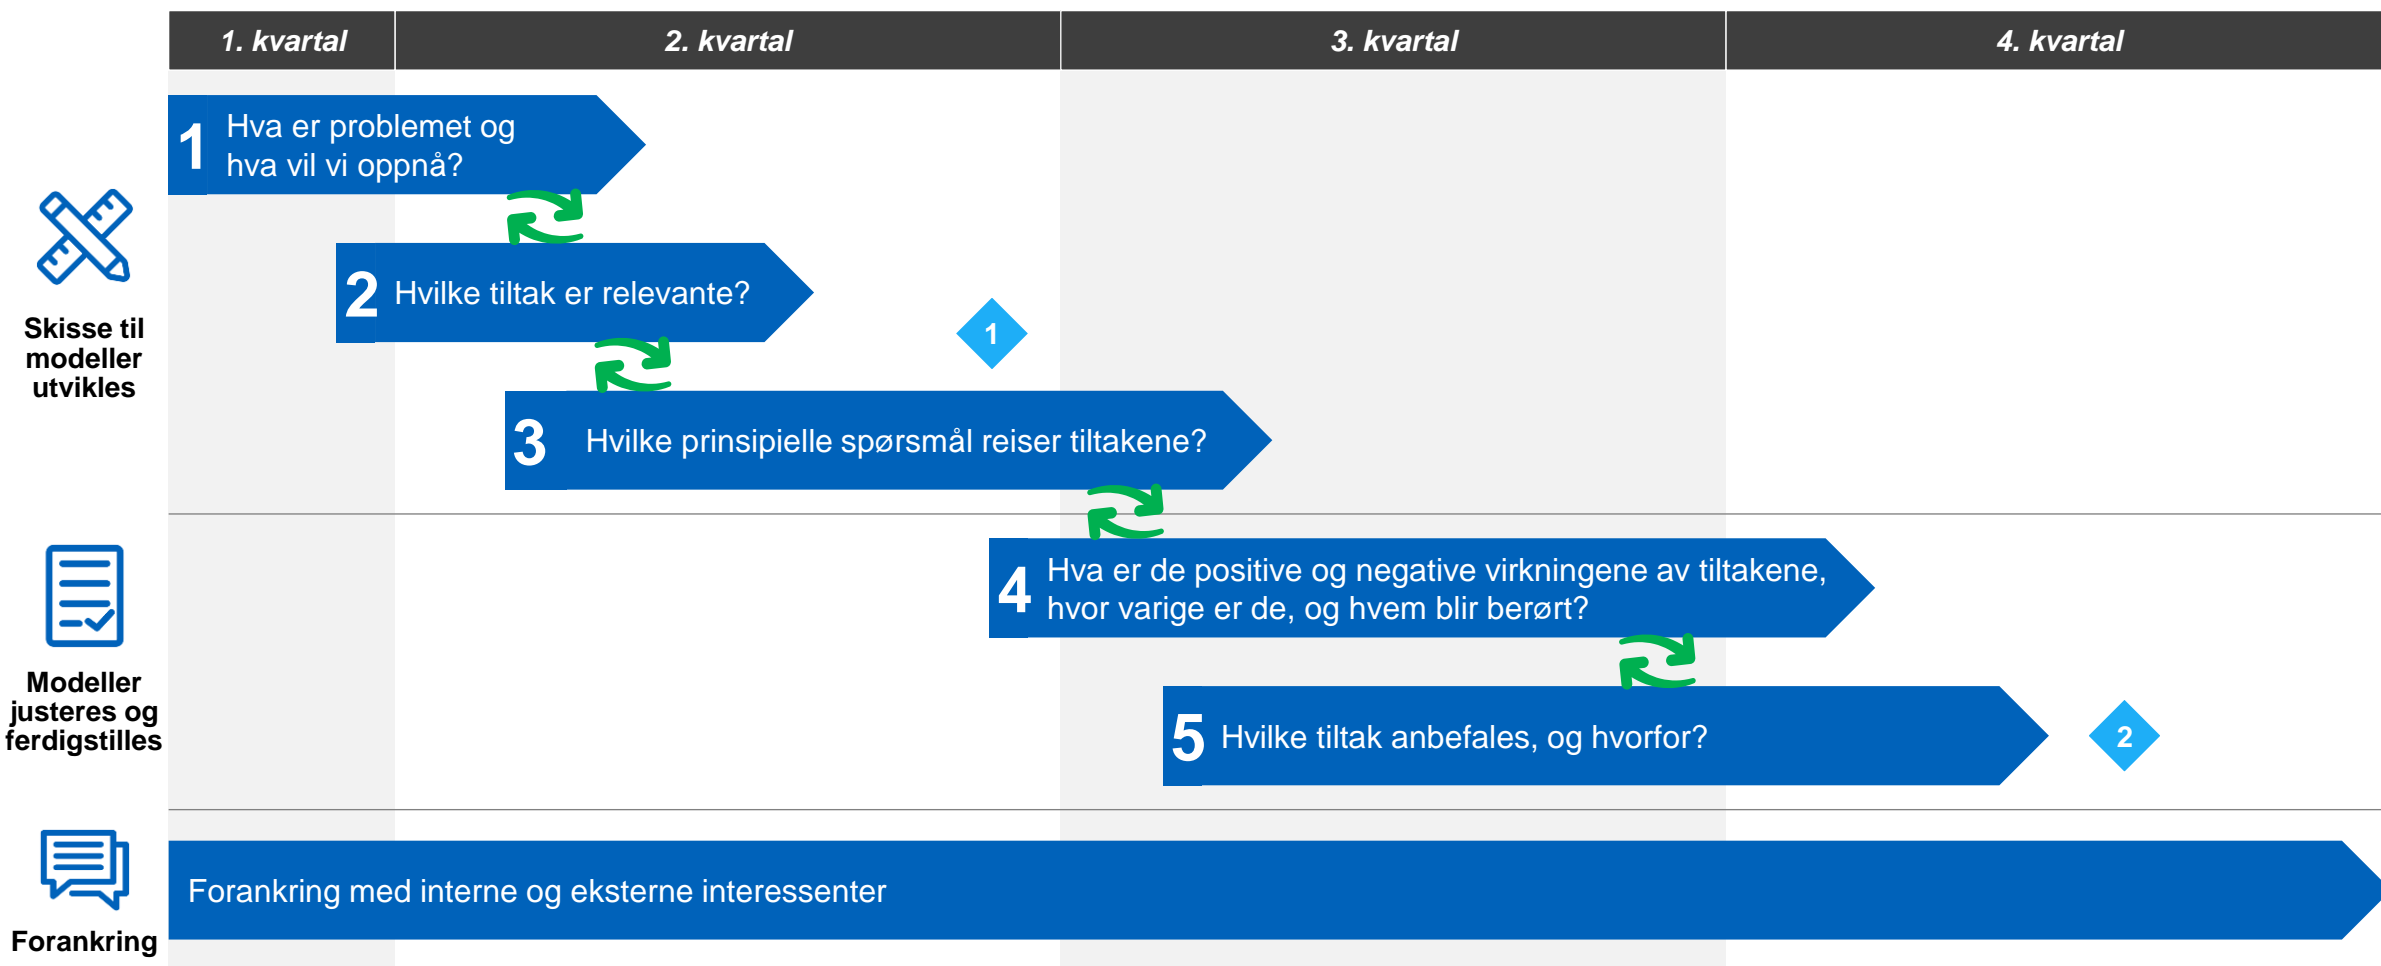 1. kvartal
2. kvartal
3. kvartal
4. kvartal
1
Hva er problemet og
hva vil vi oppnå?
2
Hvilke tiltak er relevante?
1
Skisse til
modeller
utvikles
3
Hvilke prinsipielle spørsmål reiser tiltakene?
4
Hva er de positive og negative virkningene av tiltakene,
hvor varige er de, og hvem blir berørt?
Modeller
justeres og
ferdigstilles
5
Hvilke tiltak anbefales, og hvorfor?
2
Forankring med interne og eksterne interessenter
Forankring